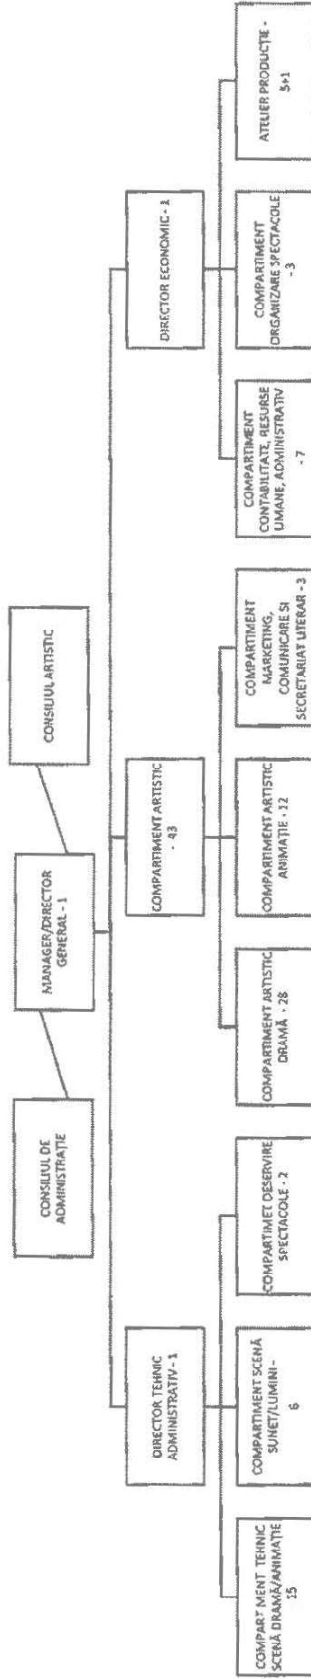 CONSILIUL DE
ADMINISTRAȚIE
MANAGER/DIRECTOR
GENERAL - 1
CONSILIUL ARTISTIC
DIRECTOR TEHNIC
ADMINISTRATIV - 1
COMPARTIMENT ARTISTIC
- 43
DIRECTOR ECONOMIC - 1
COMPARTIMENT TEHNIC
SCENĂ DRAMĂ/ANIMAȚIE
15
COMPARTIMENT SCENĂ
SUNET/LUMINI -
6
COMPARTIMET DESERVIRE
SPECTACOLE - 2
COMPARTIMENT ARTISTIC
DRAMĂ - 28
COMPARTIMENT ARTISTIC
ANIMAȚIE - 12
COMPARTIMENT
MARKETING,
COMUNICARE SI
SECRETARIAT LITERAR - 3
COMPARTIMENT
CONTABILITATE, RESURSE
UMANE, ADMINISTRATIV
- 7
COMPARTIMENT
ORGANIZARE SPECTACOLE
- 3
ATELIER PRODUCȚIE -
5+1